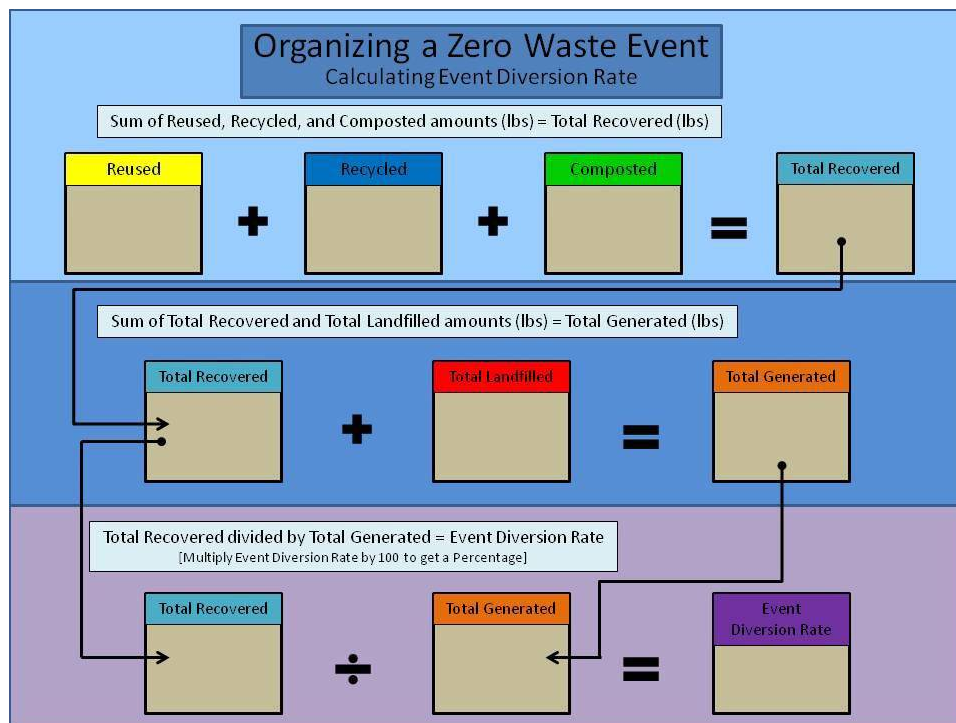 Organizing a Zero Waste Event
Calculating Event Diversion Rate
Sum of Reused, Recycled, and Composted amounts (lbs) = Total Recovered (lbs)
Reused
Recycled
Composted
Total Recovered
+
+
=
Sum of Total Recovered and Total Landfilled amounts (lbs) = Total Generated (lbs)
Total Recovered
Total Landfilled
Total Generated
+
=
Total Recovered divided by Total Generated = Event Diversion Rate
[Multiply Event Diversion Rate by 100 to get a Percentage]
Total Recovered
Total Generated
Event
Diversion Rate
÷
=